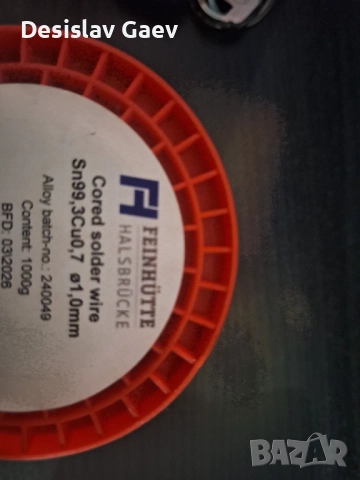 Desislav Gaev
FEINHÜTTE
HALSBRÜCKE
Cored solder wire
Sn99,3Cu0,7 ø1,0mm
Alloy batch-no.: 240049
Content: 1000g
BFD: 03\2026
BAZAR